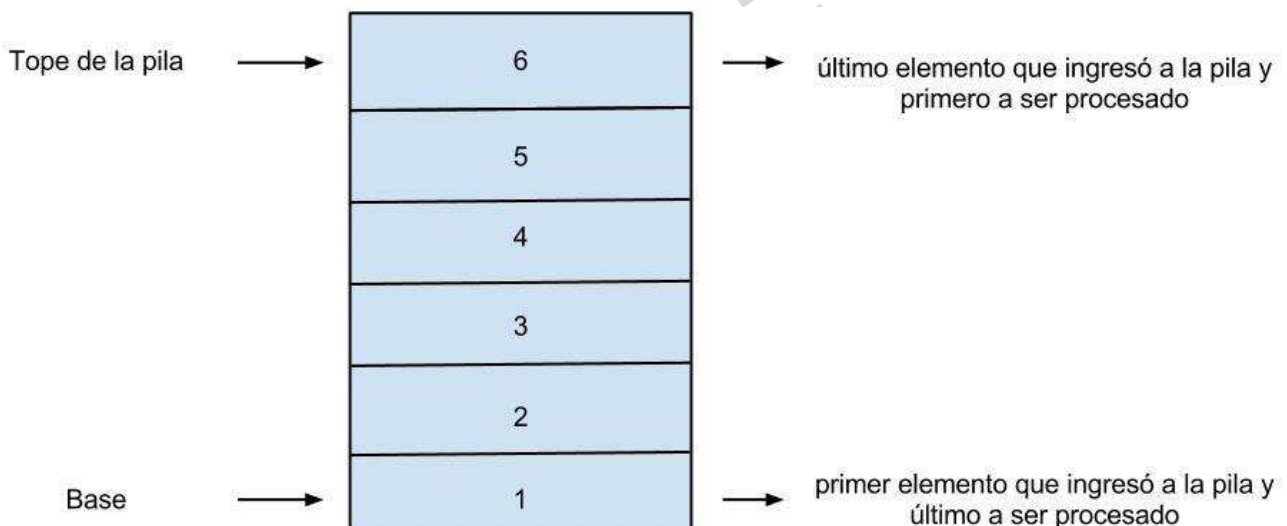 Tope de la pila
6
último elemento que ingresó a la pila y
primero a ser procesado
5
4
3
2
Base
1
primer elemento que ingresó a la pila y
último a ser procesado